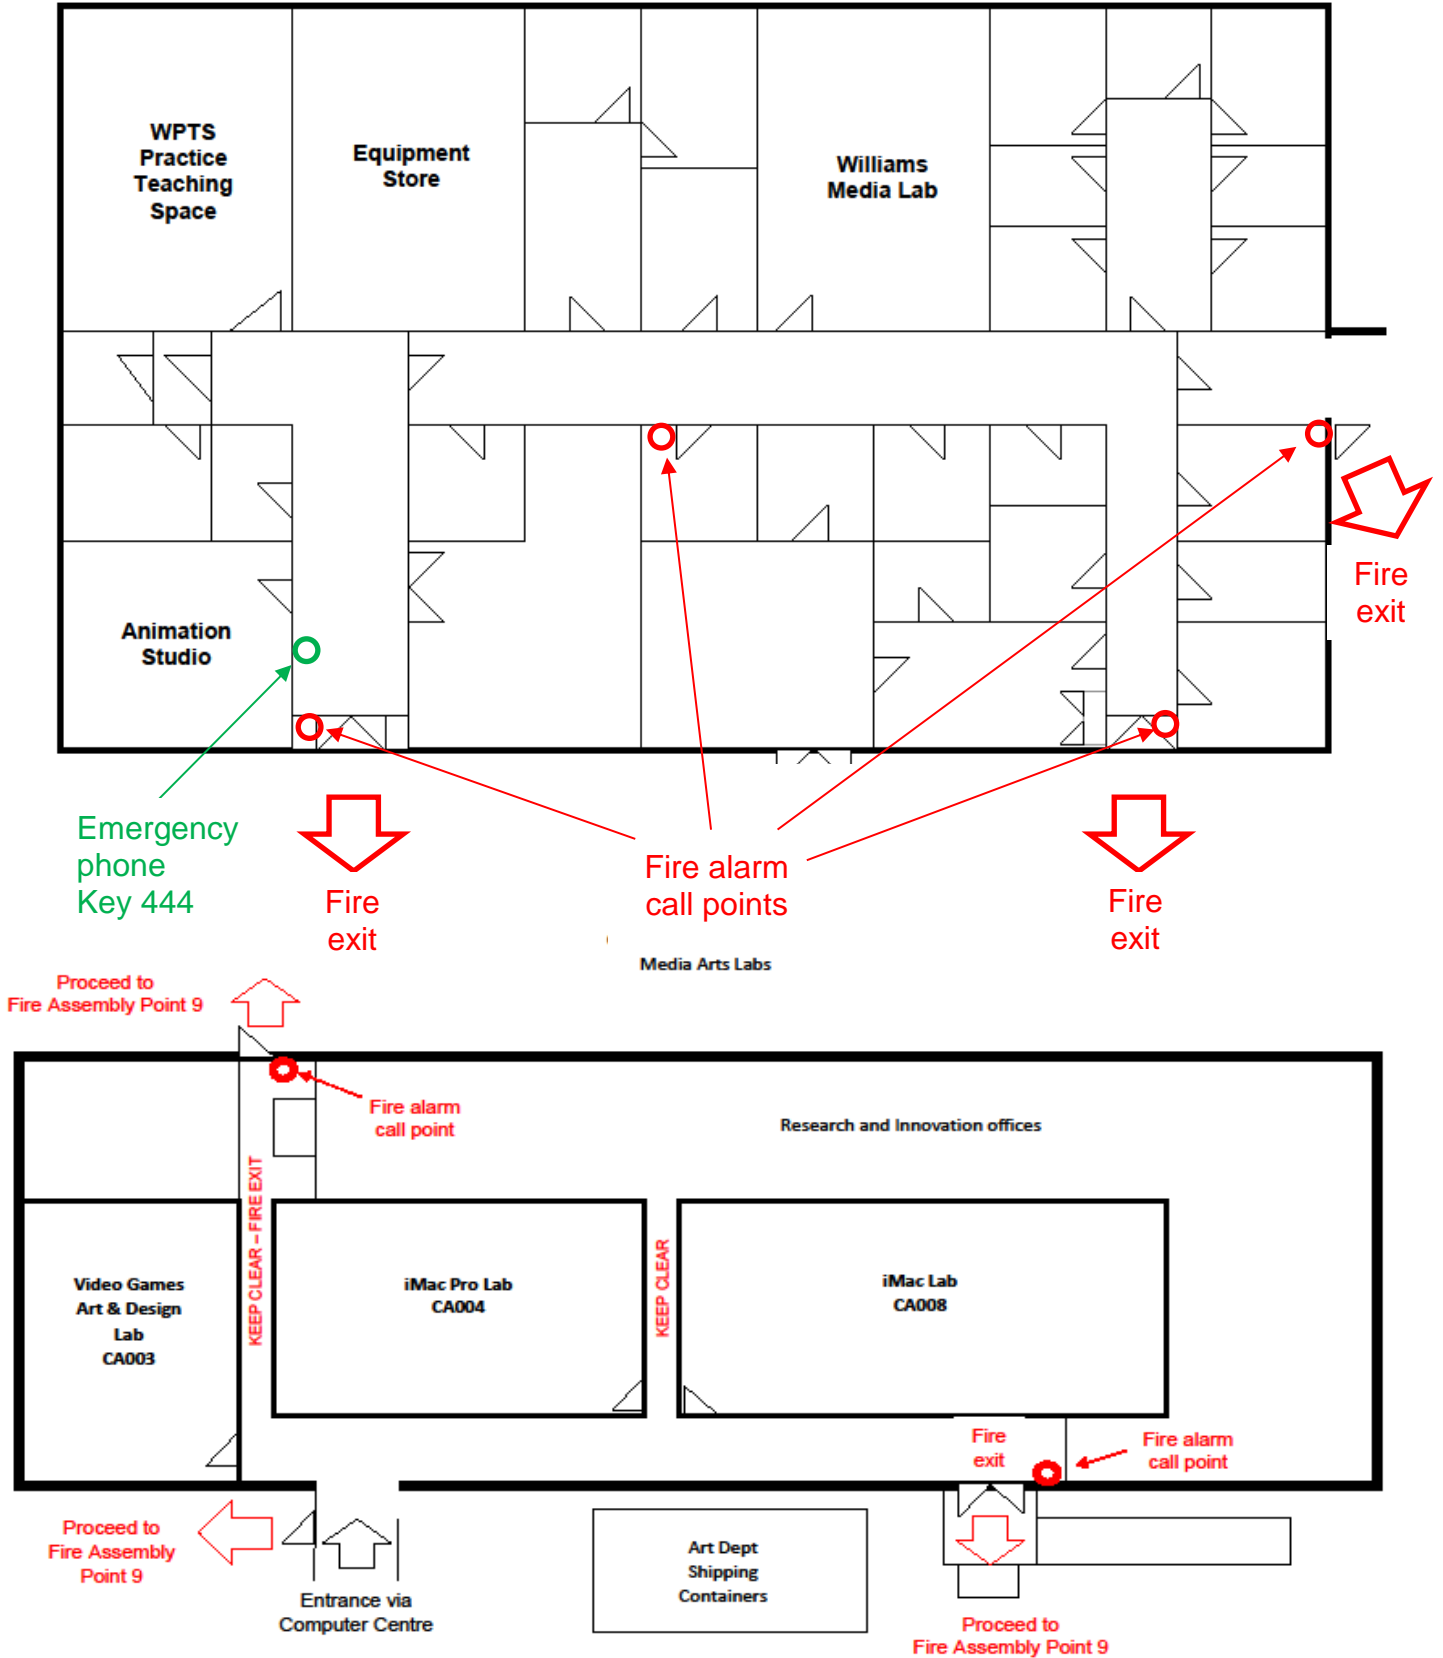 WPTS
Practice
Teaching
Space
Equipment
Store
Williams
Media Lab
Animation
Studio
Fire
exit
Emergency
phone
Key 444
Fire
exit
Fire alarm
call points
Fire
exit
Media Arts Labs
Proceed to
Fire Assembly Point 9
Fire alarm
call point
Research and Innovation offices
KEEP CLEAR – FIRE EXIT
KEEP CLEAR
Video Games
Art & Design
Lab
CA003
iMac Pro Lab
CA004
iMac Lab
CA008
Fire
exit
Fire alarm
call point
Proceed to
Fire Assembly
Point 9
Entrance via
Computer Centre
Art Dept
Shipping
Containers
Proceed to
Fire Assembly Point 9